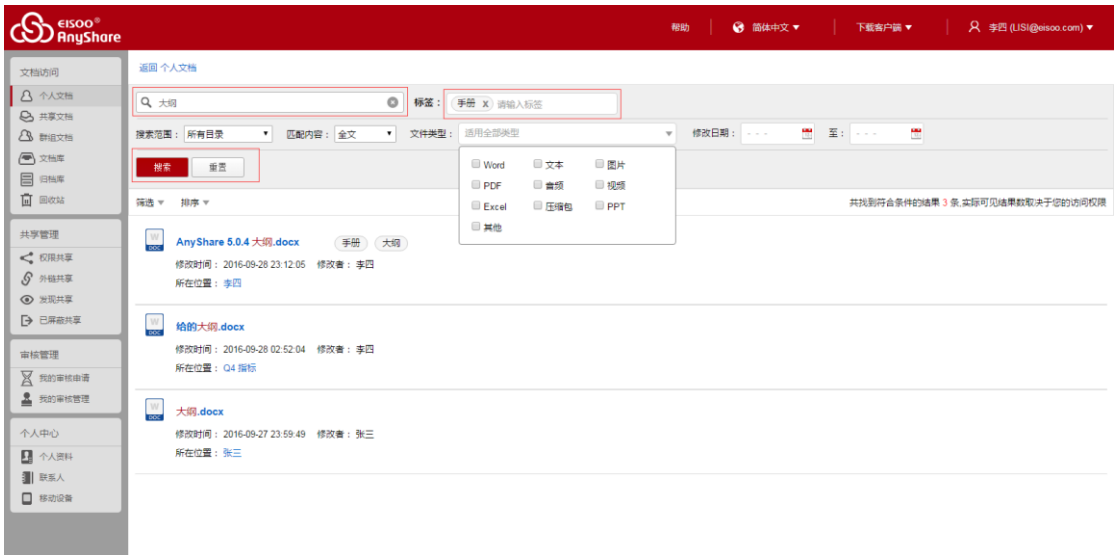 EISOO®
AnyShare
帮助 简体中文 下载客户端 李四 (LISI@eisoo.com)
文档访问
个人文档
共享文档
群组文档
文档库
归档库
回收站
共享管理
权限共享
外链共享
发现共享
已屏蔽共享
审核管理
我的审核申请
我的审核管理
个人中心
个人资料
联系人
移动设备
返回 个人文档
大纲 标签： 手册 X 请输入标签
搜索范围： 所有目录 匹配内容： 全文 文件类型： 适用全部类型 修改日期： - - - 至： - - -
搜索 重置
Word 文本 图片
PDF 音频 视频
Excel 压缩包 PPT
其他
筛选 排序 共找到符合条件的结果 3 条,实际可见结果数取决于您的访问权限
W DOC AnyShare 5.0.4 大纲.docx 手册 大纲
修改时间： 2016-09-28 23:12:05 修改者： 李四
所在位置： 李四
W DOC 给的大纲.docx
修改时间： 2016-09-28 02:52:04 修改者： 李四
所在位置： Q4 指标
W DOC 大纲.docx
修改时间： 2016-09-27 23:59:49 修改者： 张三
所在位置： 张三